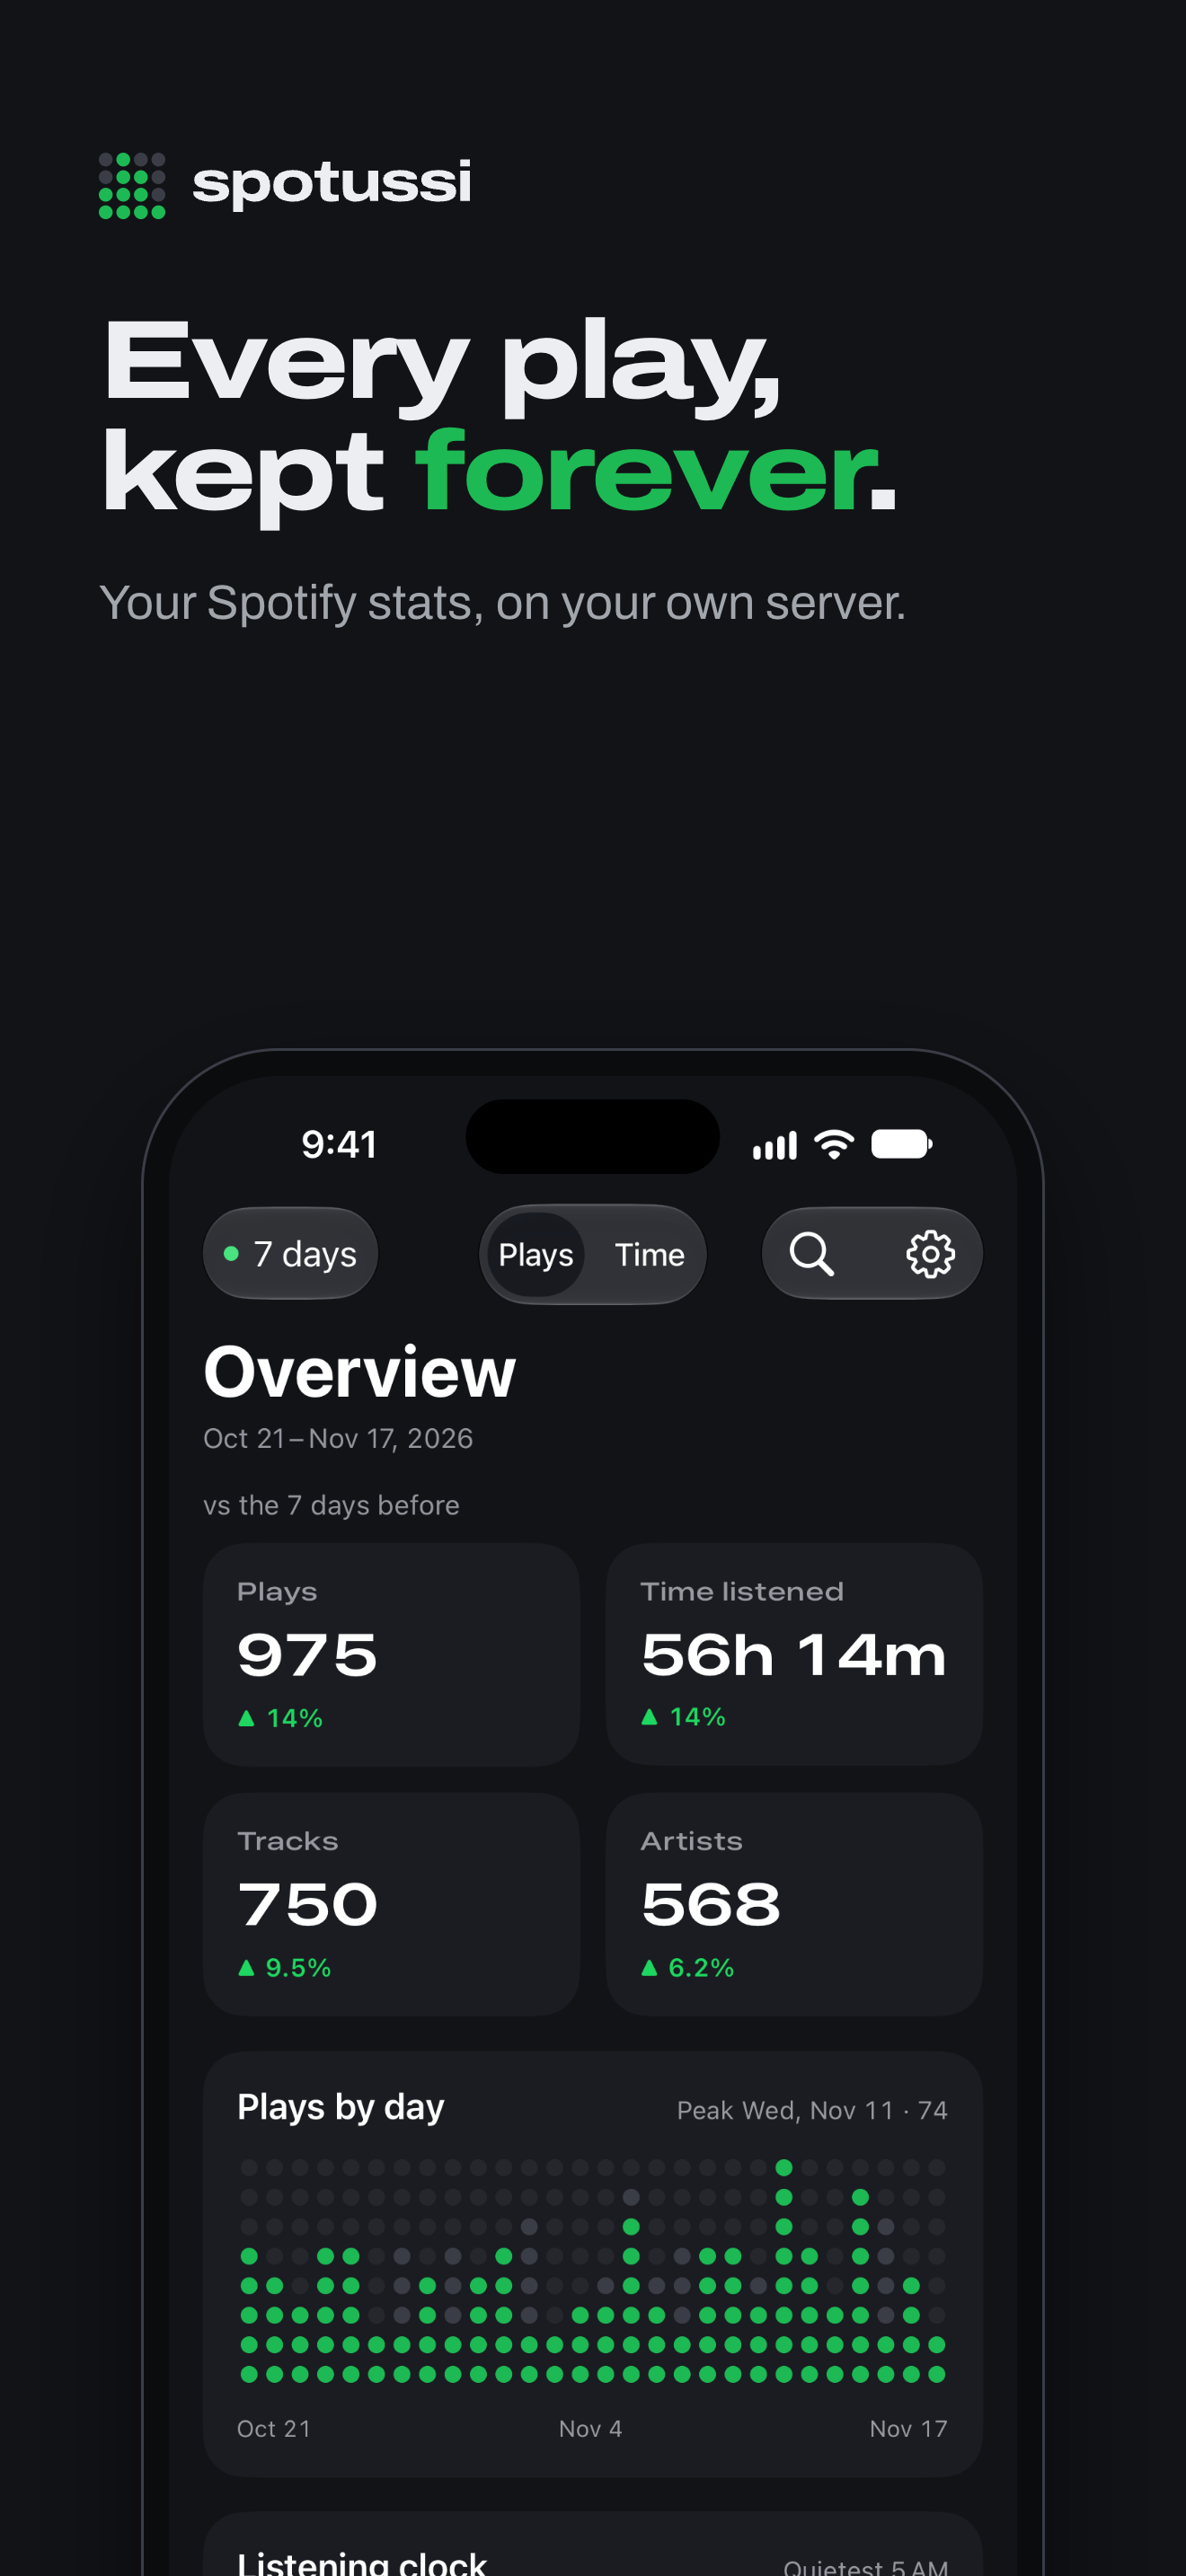 spotussi
Every play,
kept forever.
Your Spotify stats, on your own server.
9:41
7 days
Plays
Time
Overview
Oct 21 – Nov 17, 2026
vs the 7 days before
Plays
975
▲ 14%
Time listened
56h 14m
▲ 14%
Tracks
750
▲ 9.5%
Artists
568
▲ 6.2%
Plays by day
Peak Wed, Nov 11 · 74
Oct 21
Nov 4
Nov 17
Listening clock
Quietest 5 AM